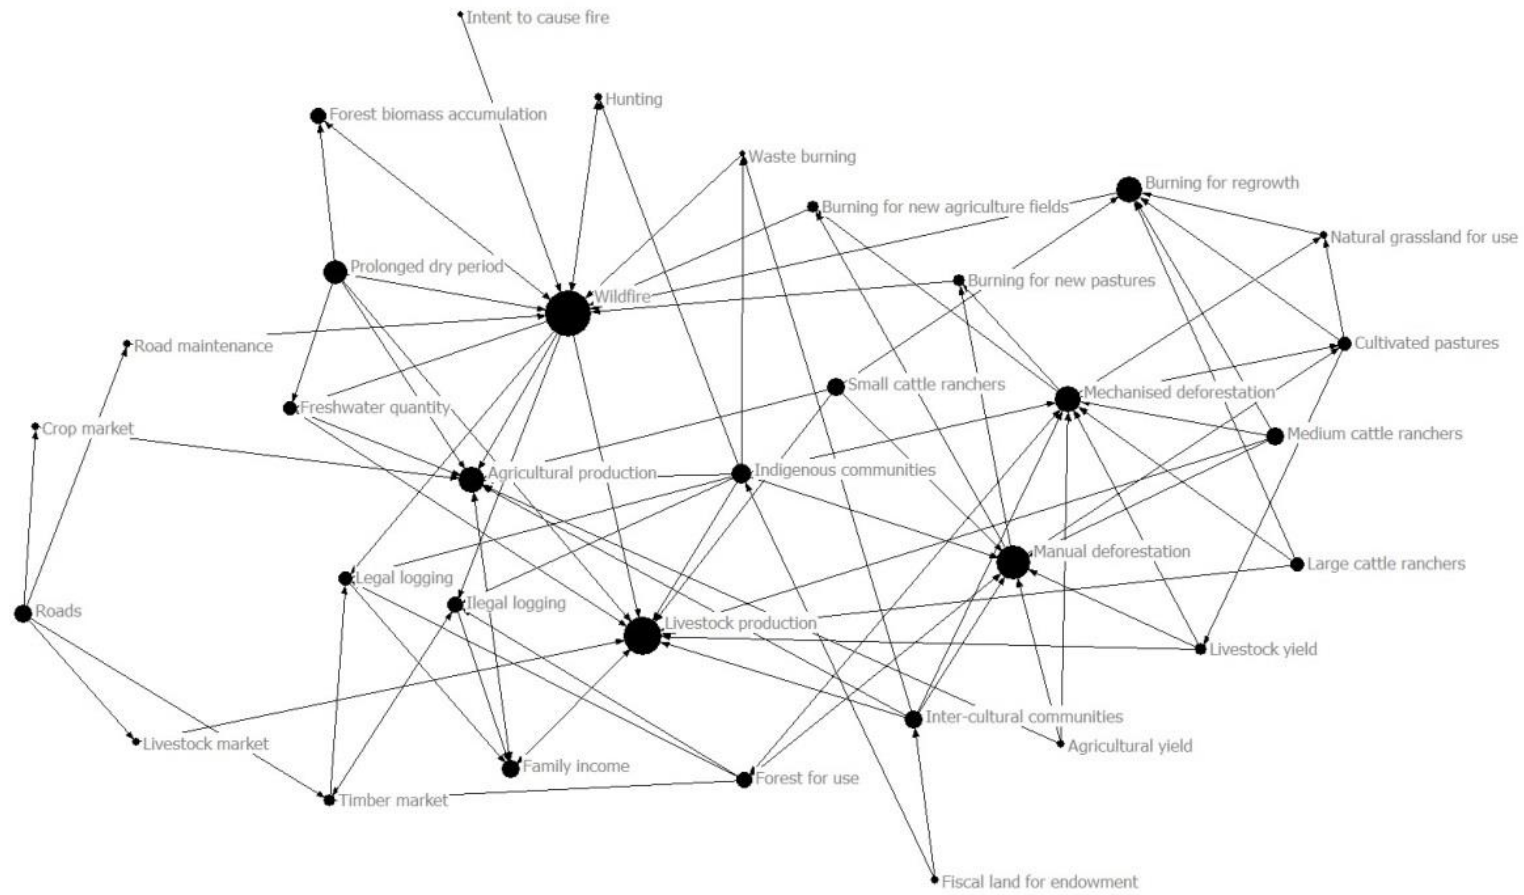 Intent to cause fire
Hunting
Forest biomass accumulation
Waste burning
Burning for regrowth
Burning for new agriculture fields
Natural grassland for use
Prolonged dry period
Burning for new pastures
Wildfire
Road maintenance
Cultivated pastures
Small cattle ranchers
Mechanised deforestation
Freshwater quantity
Crop market
Medium cattle ranchers
Agricultural production
Indigenous communities
Manual deforestation
Large cattle ranchers
Legal logging
Ilegal logging
Roads
Livestock production
Livestock yield
Inter-cultural communities
Livestock market
Agricultural yield
Family income
Forest for use
Timber market
Fiscal land for endowment